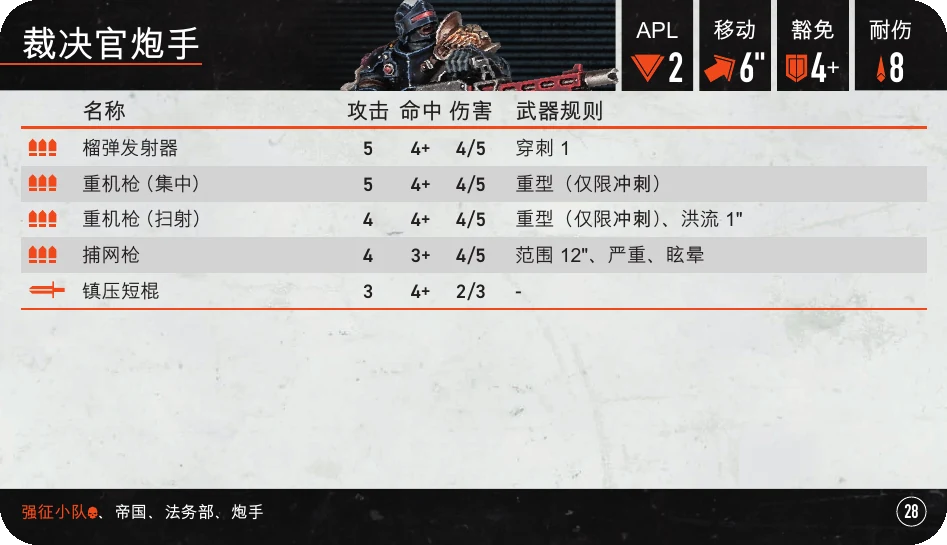 裁决官炮手
APL 移动 豁免 耐伤
2 6" 4+ 8
名称 攻击 命中 伤害 武器规则
榴弹发射器 5 4+ 4/5 穿刺 1
重机枪（集中） 5 4+ 4/5 重型（仅限冲刺）
重机枪（扫射） 4 4+ 4/5 重型（仅限冲刺）、洪流 1"
捕网枪 4 3+ 4/5 范围 12"、严重、眩晕
镇压短棍 3 4+ 2/3 -
强征小队、帝国、法务部、炮手
28